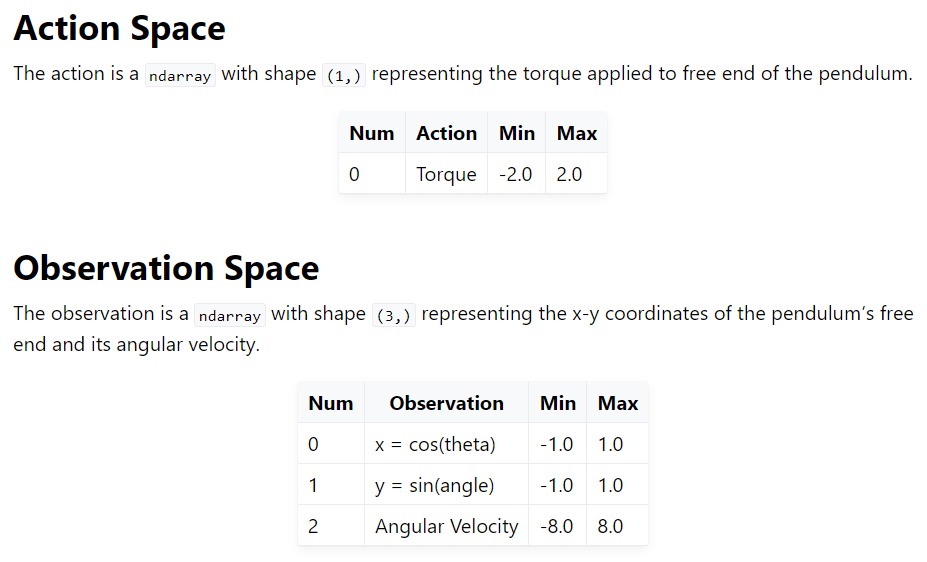 Action Space
The action is a ndarray with shape (1,) representing the torque applied to free end of the pendulum.
Num Action Min Max
0 Torque -2.0 2.0
Observation Space
The observation is a ndarray with shape (3,) representing the x-y coordinates of the pendulum’s free
end and its angular velocity.
Num Observation Min Max
0 x = cos(theta) -1.0 1.0
1 y = sin(angle) -1.0 1.0
2 Angular Velocity -8.0 8.0